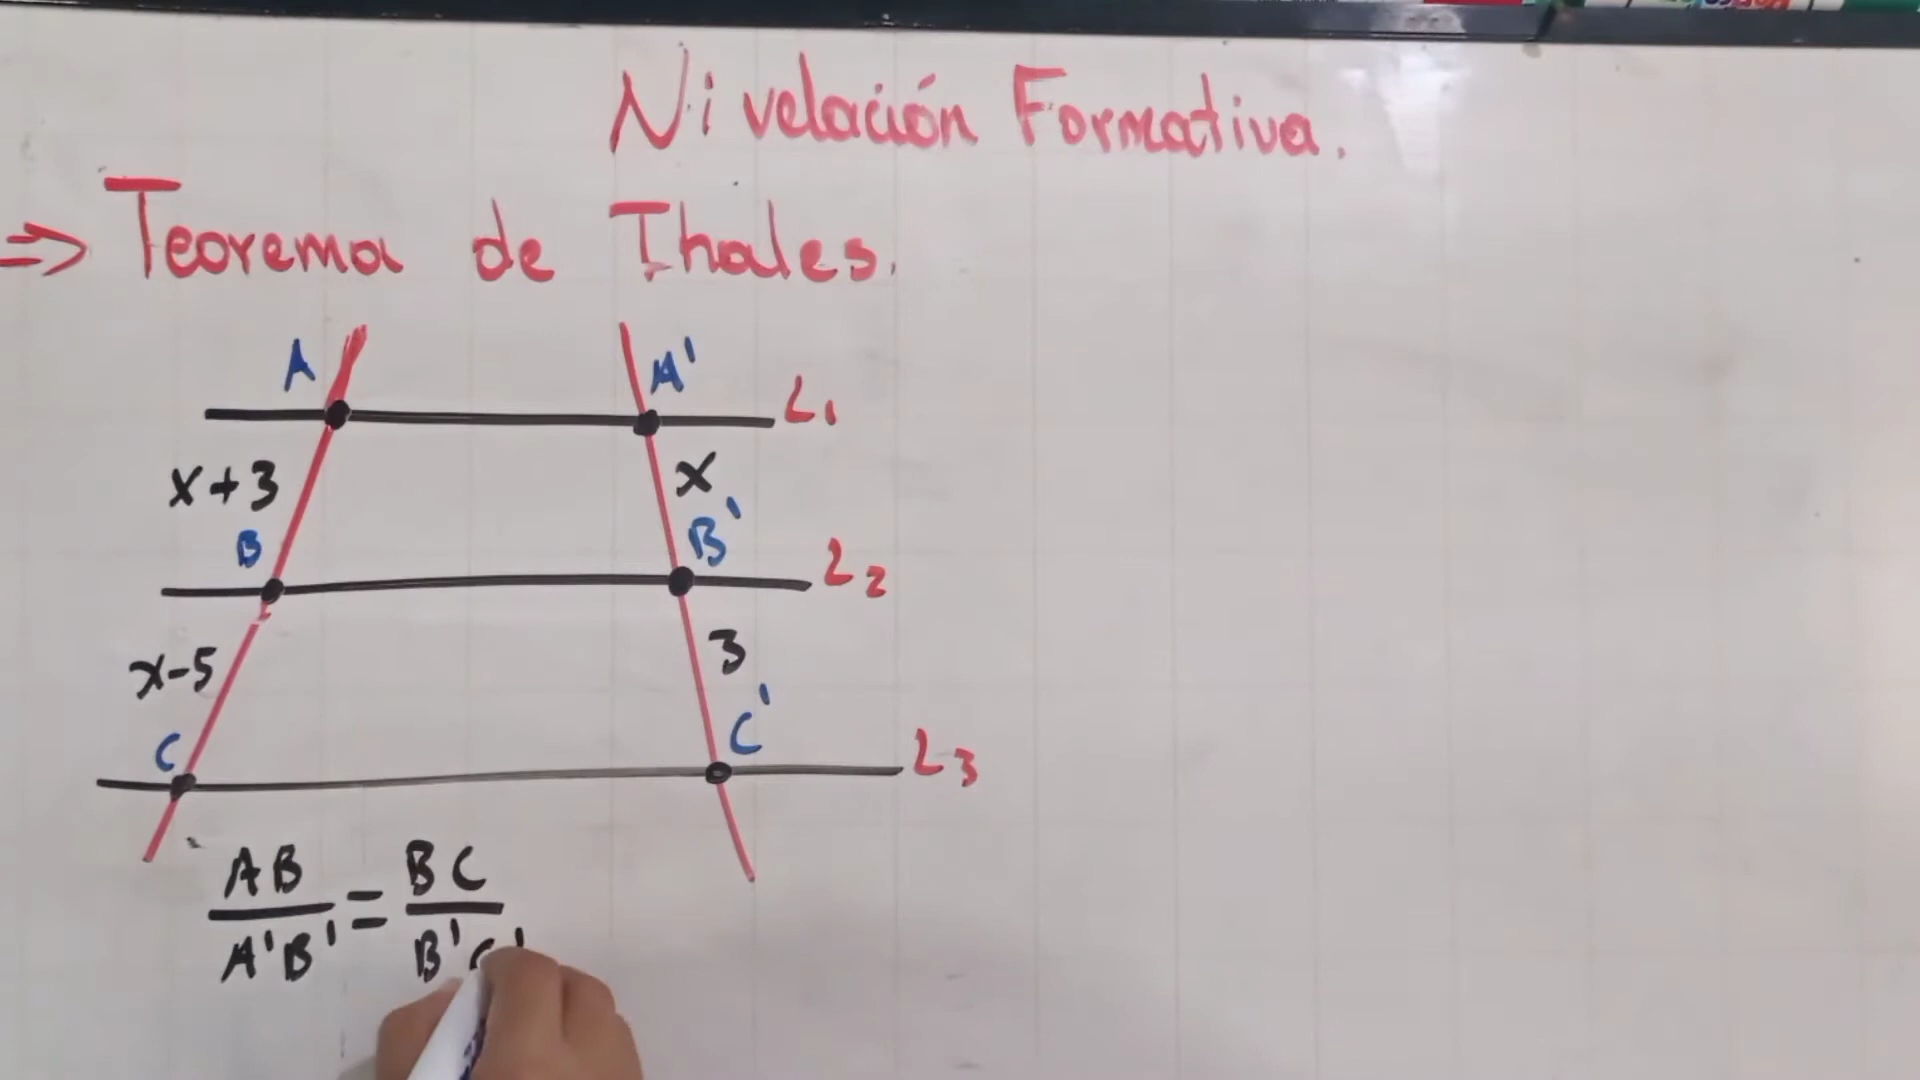 Nivelación Formativa.
⇒ Teorema de Thales.
A A'
L1
x+3 x
B B'
L2
x-5 3
C C'
L3
AB/A'B' = BC/B'C'